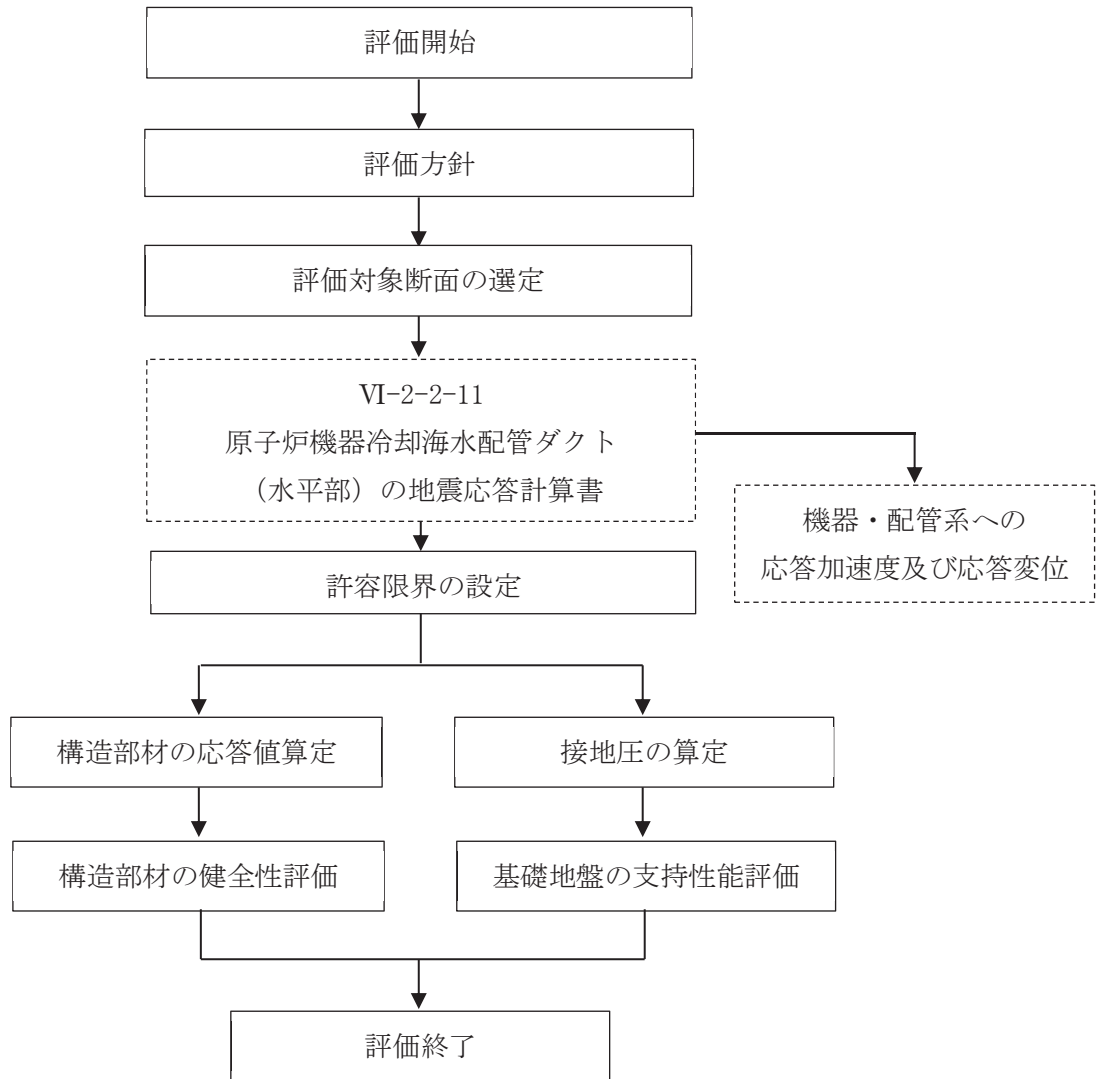 評価開始
評価方針
評価対象断面の選定
Ⅵ-2-2-11
原子炉機器冷却海水配管ダクト
(水平部)の地震応答計算書
機器・配管系への
応答加速度及び応答変位
許容限界の設定
構造部材の応答値算定
接地圧の算定
構造部材の健全性評価
基礎地盤の支持性能評価
評価終了